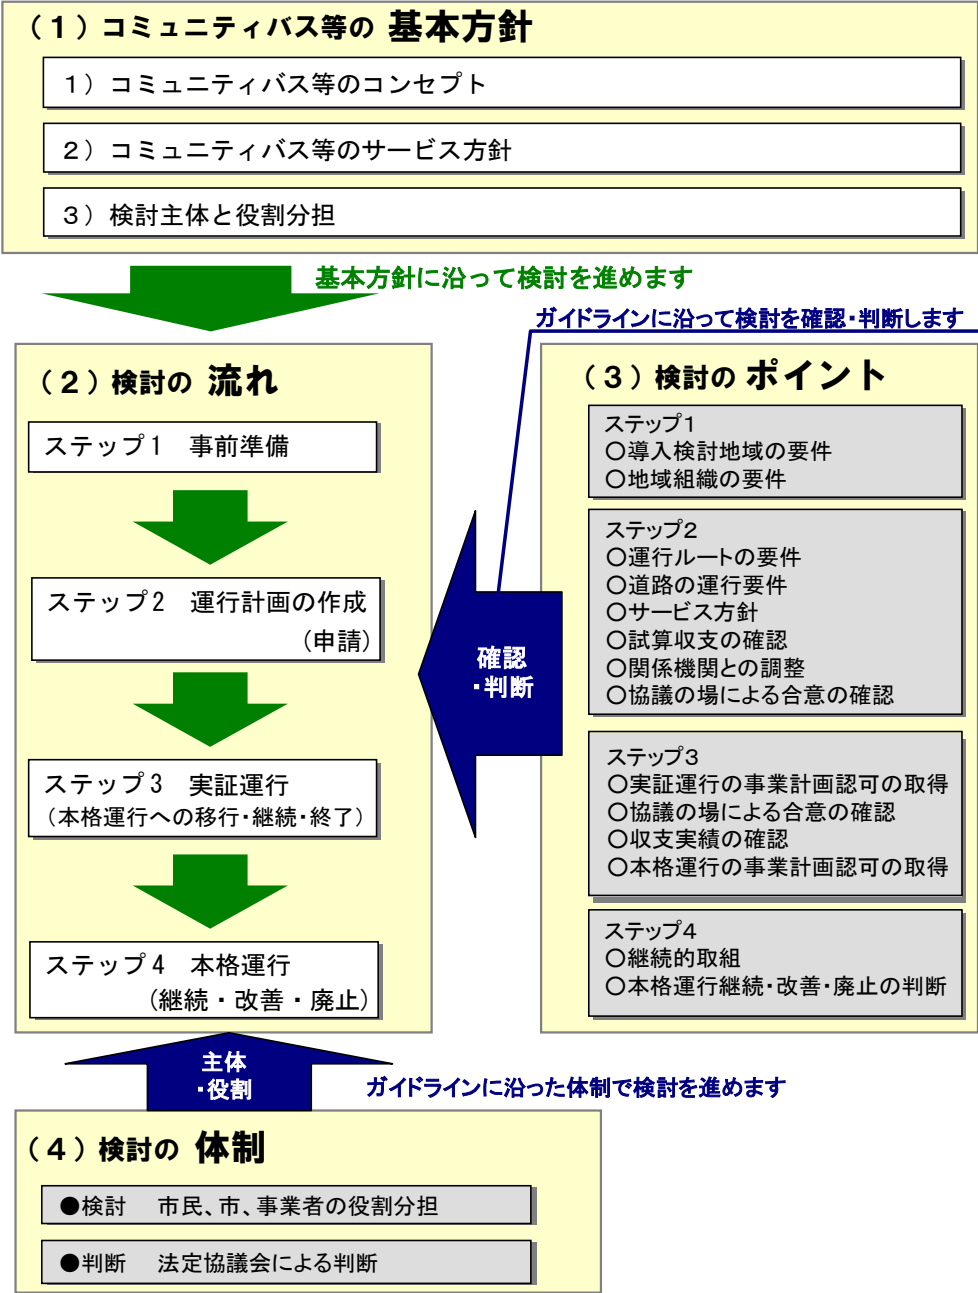 （１）コミュニティバス等の 基本方針
１）コミュニティバス等のコンセプト
２）コミュニティバス等のサービス方針
３）検討主体と役割分担
基本方針に沿って検討を進めます
ガイドラインに沿って検討を確認・判断します
（２）検討の 流れ
ステップ１ 事前準備
ステップ２ 運行計画の作成
（申請）
ステップ３ 実証運行
（本格運行への移行・継続・終了）
ステップ４ 本格運行
（継続・改善・廃止）
確認
・判断
（３）検討の ポイント
ステップ１
○導入検討地域の要件
○地域組織の要件
ステップ２
○運行ルートの要件
○道路の運行要件
○サービス方針
○試算収支の確認
○関係機関との調整
○協議の場による合意の確認
ステップ３
○実証運行の事業計画認可の取得
○協議の場による合意の確認
○収支実績の確認
○本格運行の事業計画認可の取得
ステップ４
○継続的取組
○本格運行継続・改善・廃止の判断
主体
・役割
ガイドラインに沿った体制で検討を進めます
（４）検討の 体制
●検討 市民、市、事業者の役割分担
●判断 法定協議会による判断